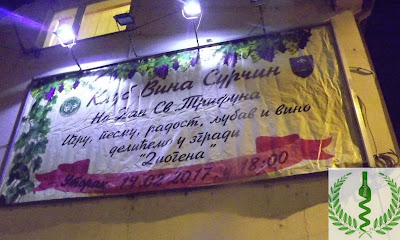 Клуб Вина Сурчин
На дан Св.Трифуна
Игру, песму, радост, љубав и вино
делићемо у згради
"Диогена"
Уторак 14.02.2017. у 18:00